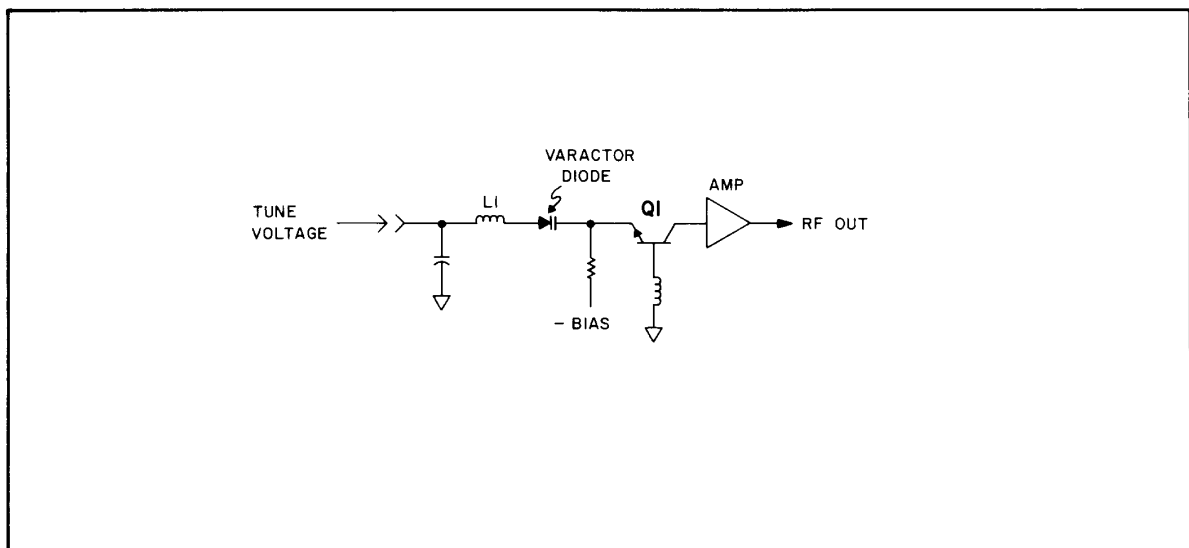 VARACTOR
DIODE
AMP
L1
Q1
TUNE
VOLTAGE
RF OUT
– BIAS